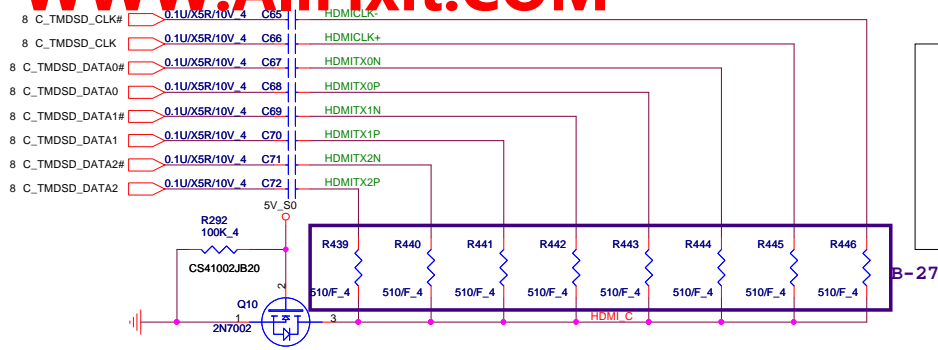 WWW.AliFixit.COM
8 C_TMDSD_CLK# 0.1U/X5R/10V_4 C65 HDMICLK-
8 C_TMDSD_CLK 0.1U/X5R/10V_4 C66 HDMICLK+
8 C_TMDSD_DATA0# 0.1U/X5R/10V_4 C67 HDMITX0N
8 C_TMDSD_DATA0 0.1U/X5R/10V_4 C68 HDMITX0P
8 C_TMDSD_DATA1# 0.1U/X5R/10V_4 C69 HDMITX1N
8 C_TMDSD_DATA1 0.1U/X5R/10V_4 C70 HDMITX1P
8 C_TMDSD_DATA2# 0.1U/X5R/10V_4 C71 HDMITX2N
8 C_TMDSD_DATA2 0.1U/X5R/10V_4 C72 HDMITX2P
5V_S0
R292
100K_4
CS41002JB20
R439 R440 R441 R442 R443 R444 R445 R446
B-27
510/F_4 510/F_4 510/F_4 510/F_4 510/F_4 510/F_4 510/F_4 510/F_4
2
Q10
1 3
2N7002
HDMI_C